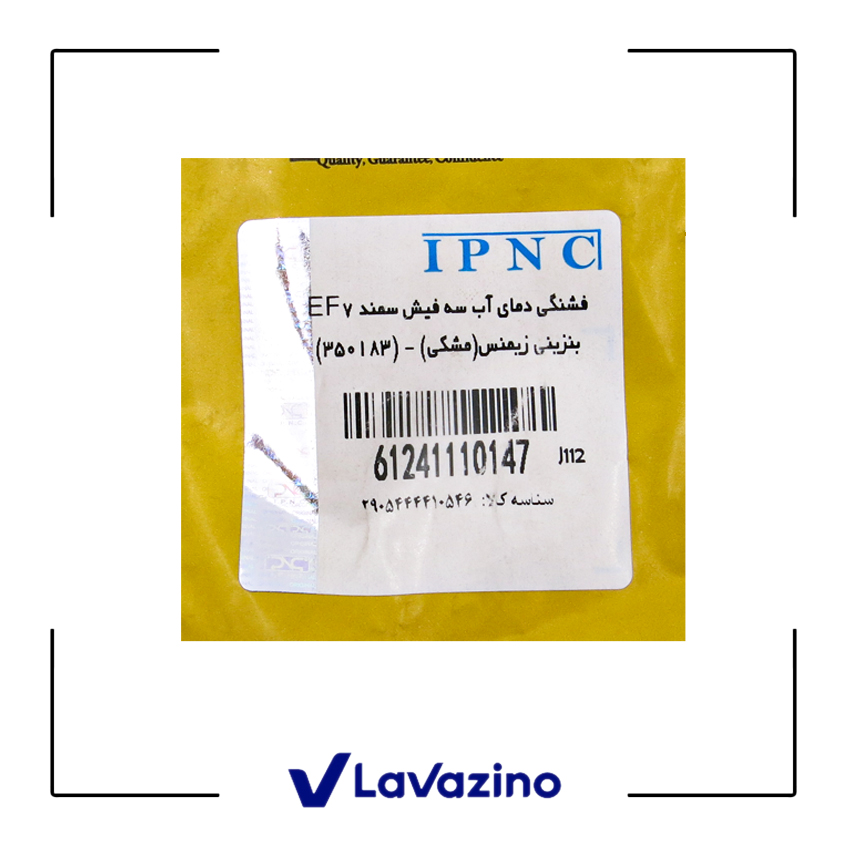 Quality, Guarantee, Confidence
IPNC
فشنگی دمای آب سه فیش سمند EF۷
بنزینی زیمنس(مشکی) - (۳۵۰۱۸۳)
61241110147
J112
سناسه کالا: ۲۹۰۵۴۴۴۴۱۰۵۴۶
LaVazino